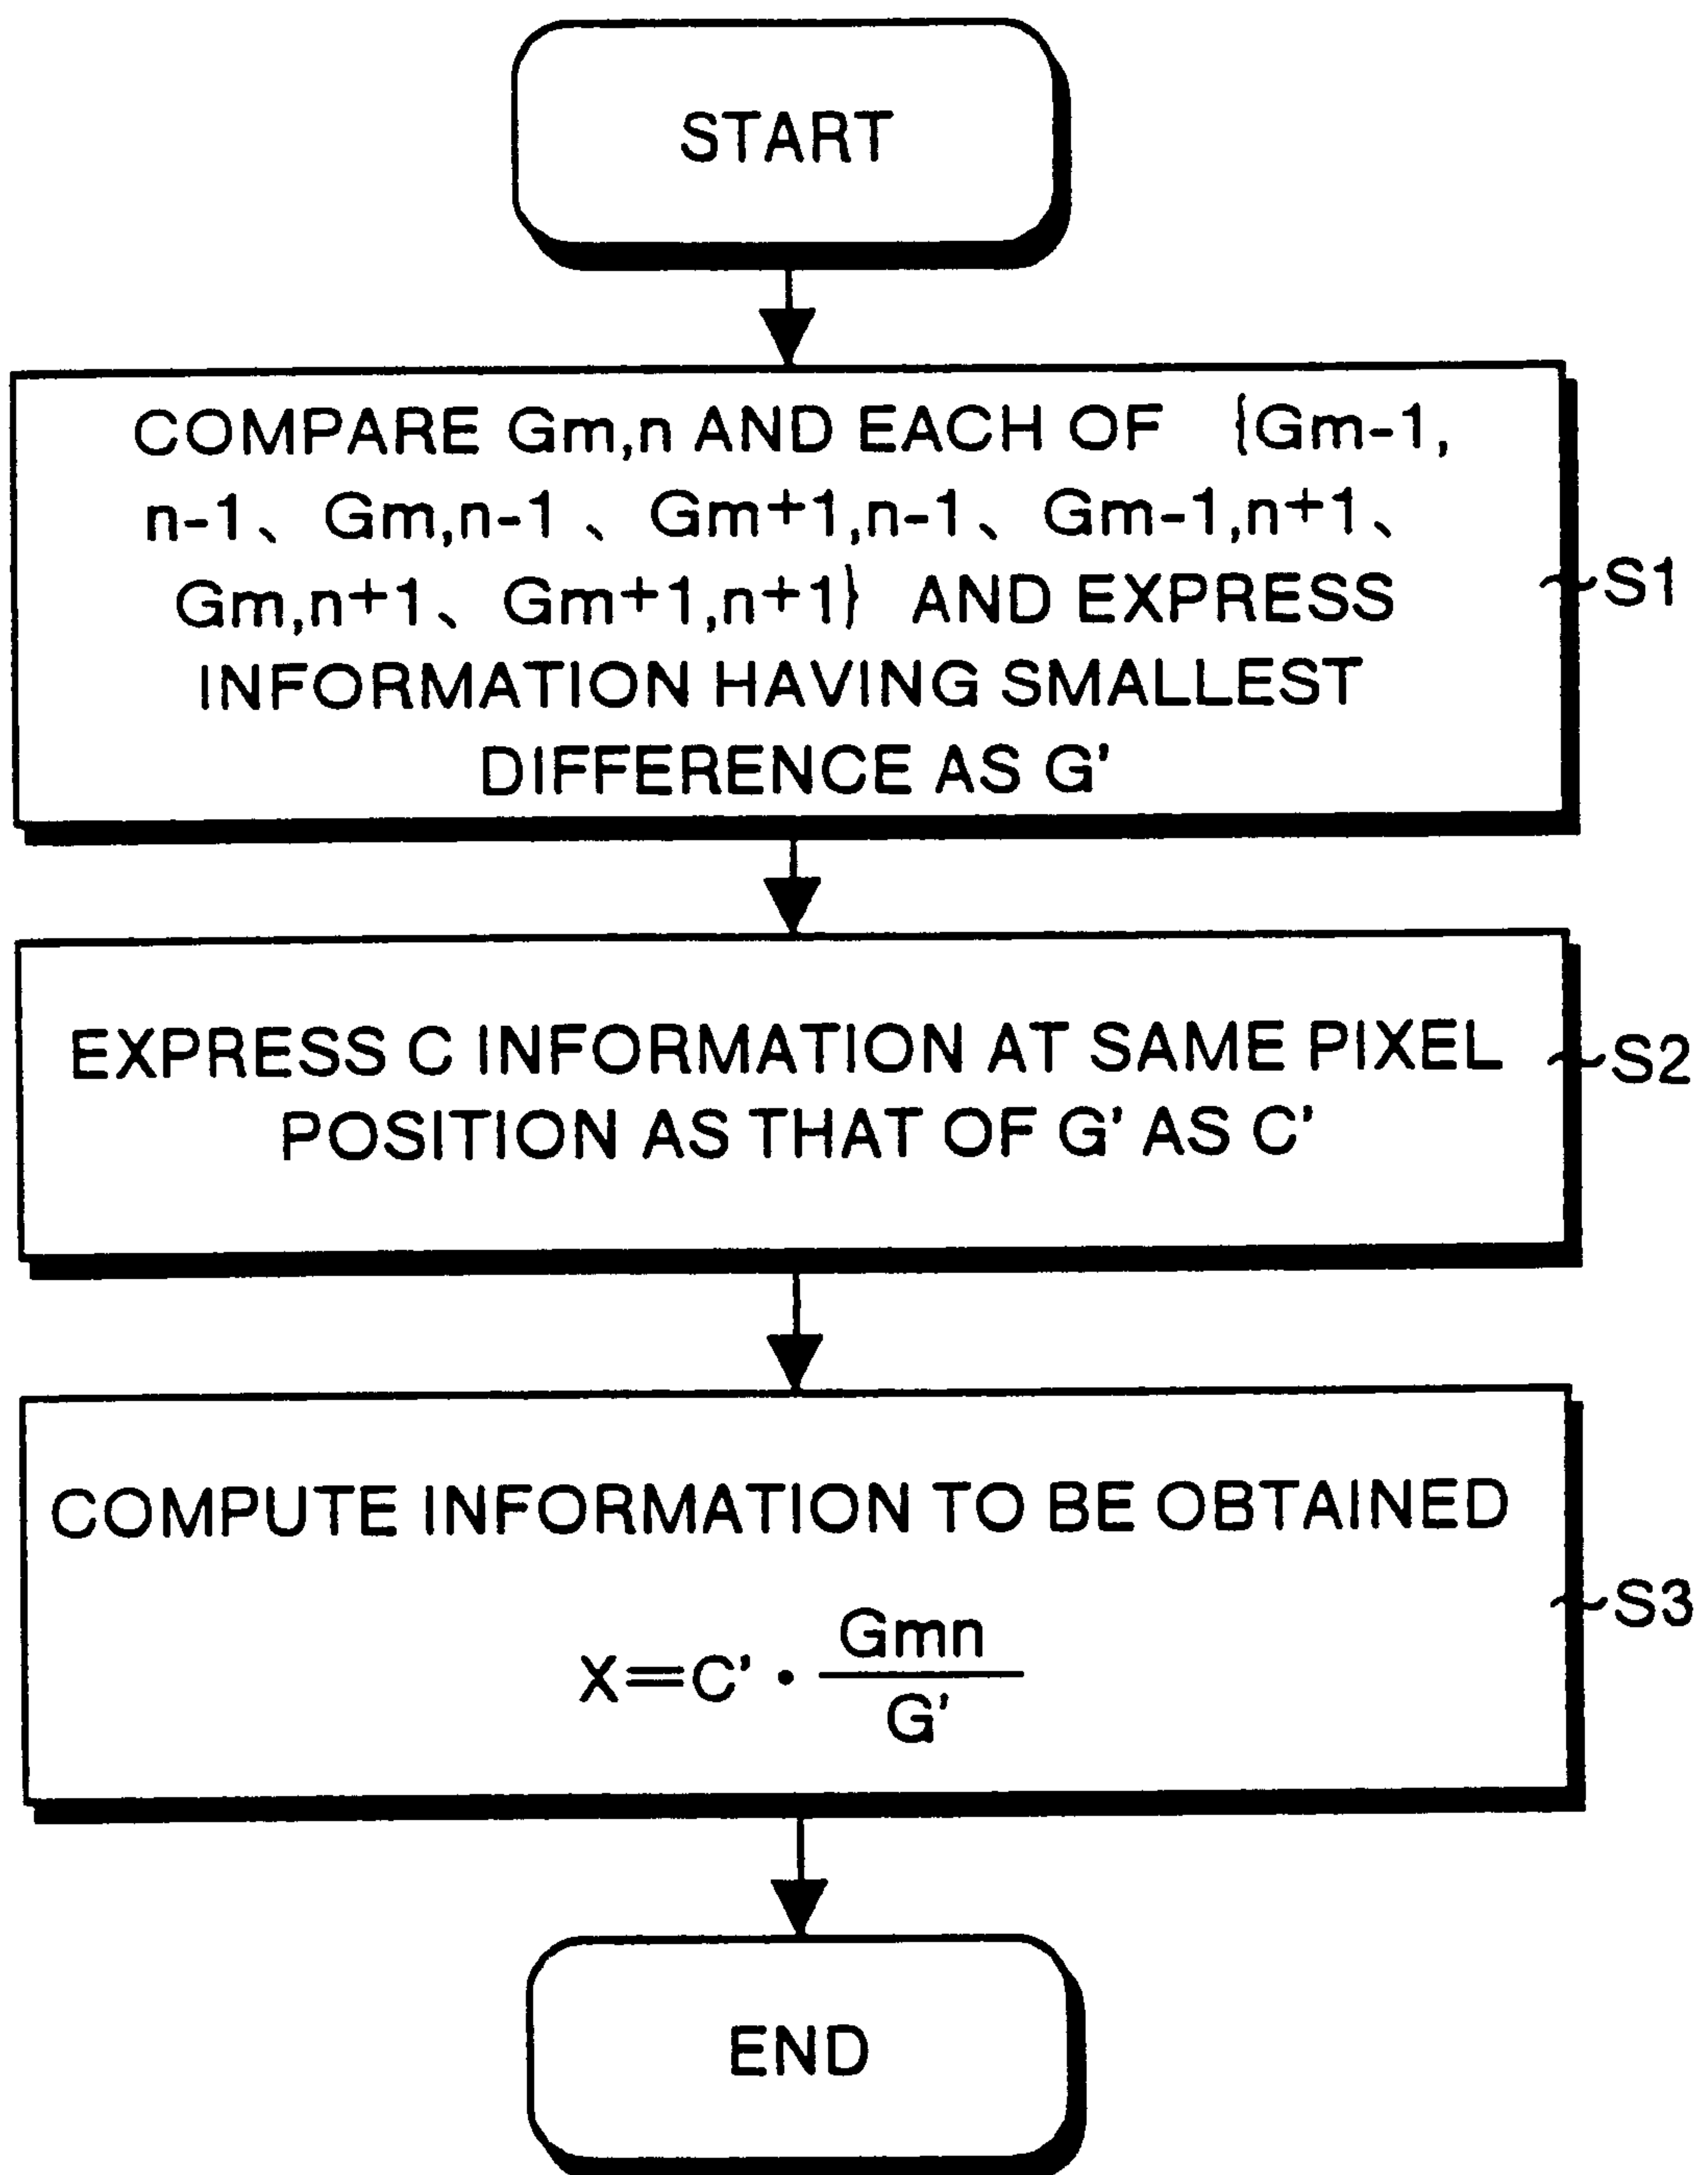 START
COMPARE Gm,n AND EACH OF {Gm-1,
n-1、 Gm,n-1、 Gm+1,n-1、 Gm-1,n+1、
Gm,n+1、 Gm+1,n+1} AND EXPRESS
INFORMATION HAVING SMALLEST
DIFFERENCE AS G'
S1
EXPRESS C INFORMATION AT SAME PIXEL
POSITION AS THAT OF G' AS C'
S2
COMPUTE INFORMATION TO BE OBTAINED
X=C' · Gmn
G'
S3
END